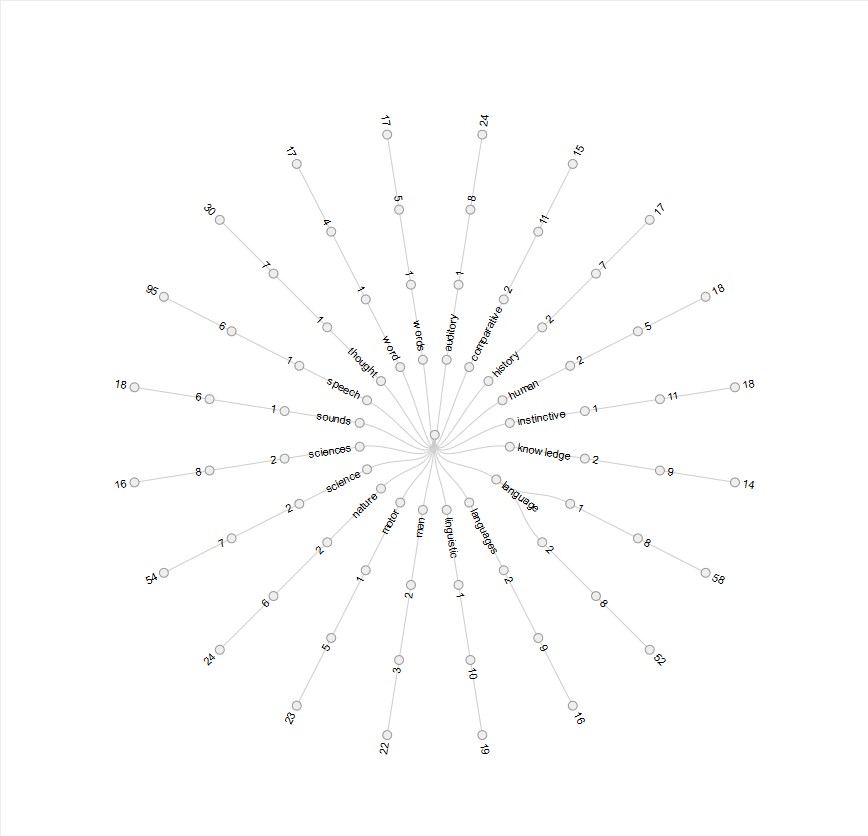 auditory 1 8 24
comparative 2 11 15
history 2 7 17
human 2 5 18
instinctive 1 11 18
knowledge 2 9 14
language 1 8 58
2 8 52
languages 2 9 16
linguistic 1 10 19
man 2 3 22
motor 1 5 23
nature 2 6 24
science 2 7 54
sciences 2 8 16
sounds 1 6 18
speech 1 6 95
thought 1 7 30
word 1 4 17
words 1 5 17